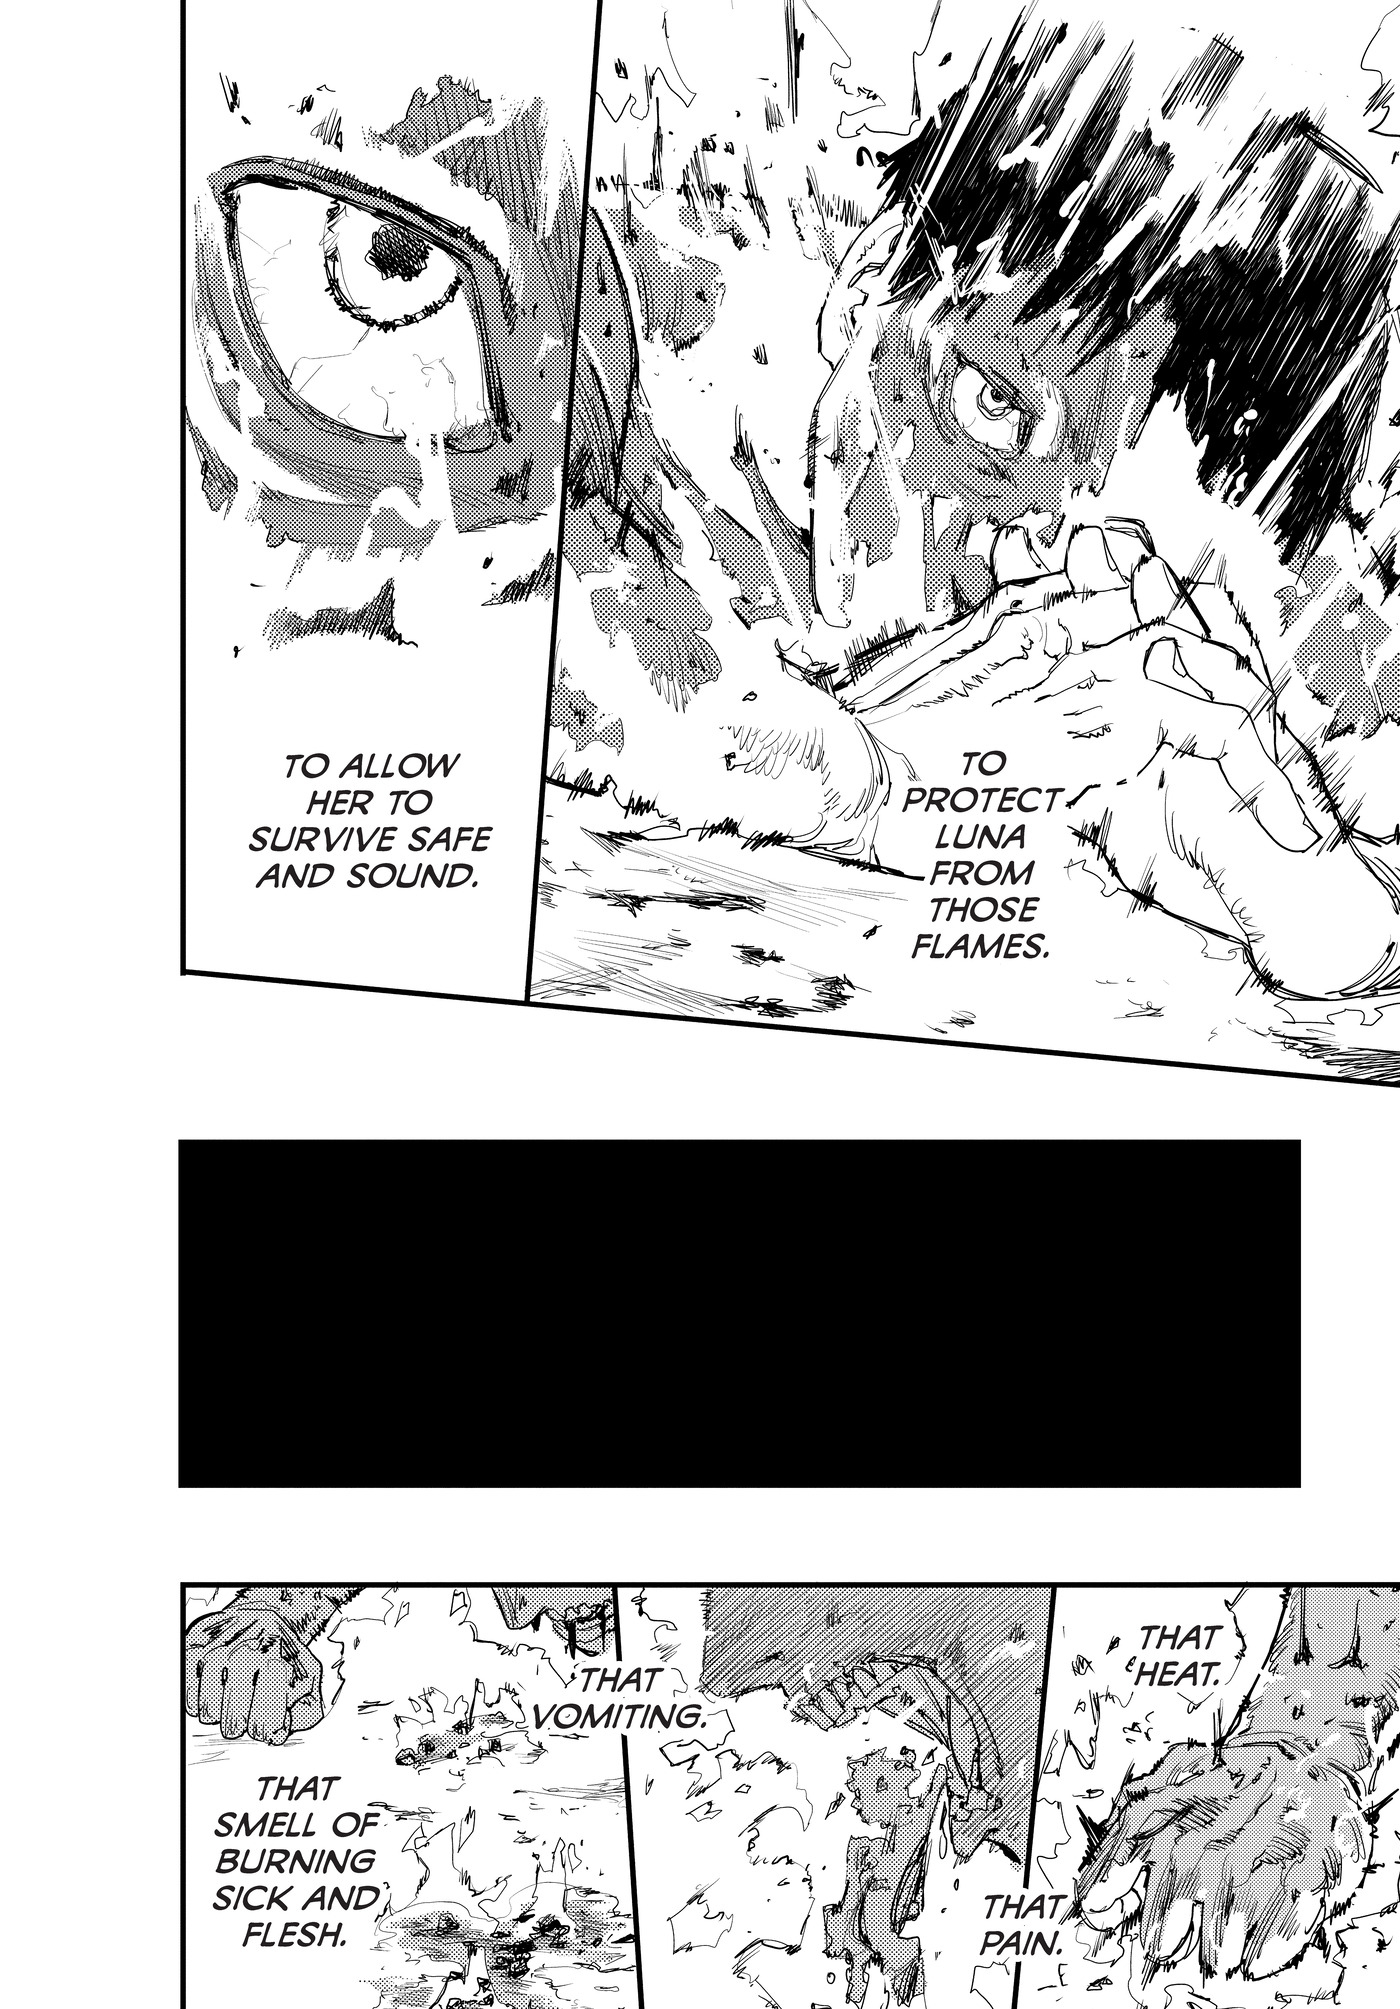 TO
PROTECT
LUNA
FROM
THOSE
FLAMES.
TO ALLOW
HER TO
SURVIVE SAFE
AND SOUND.
THAT
HEAT.
THAT
PAIN.
THAT
VOMITING.
THAT
SMELL OF
BURNING
SICK AND
FLESH.